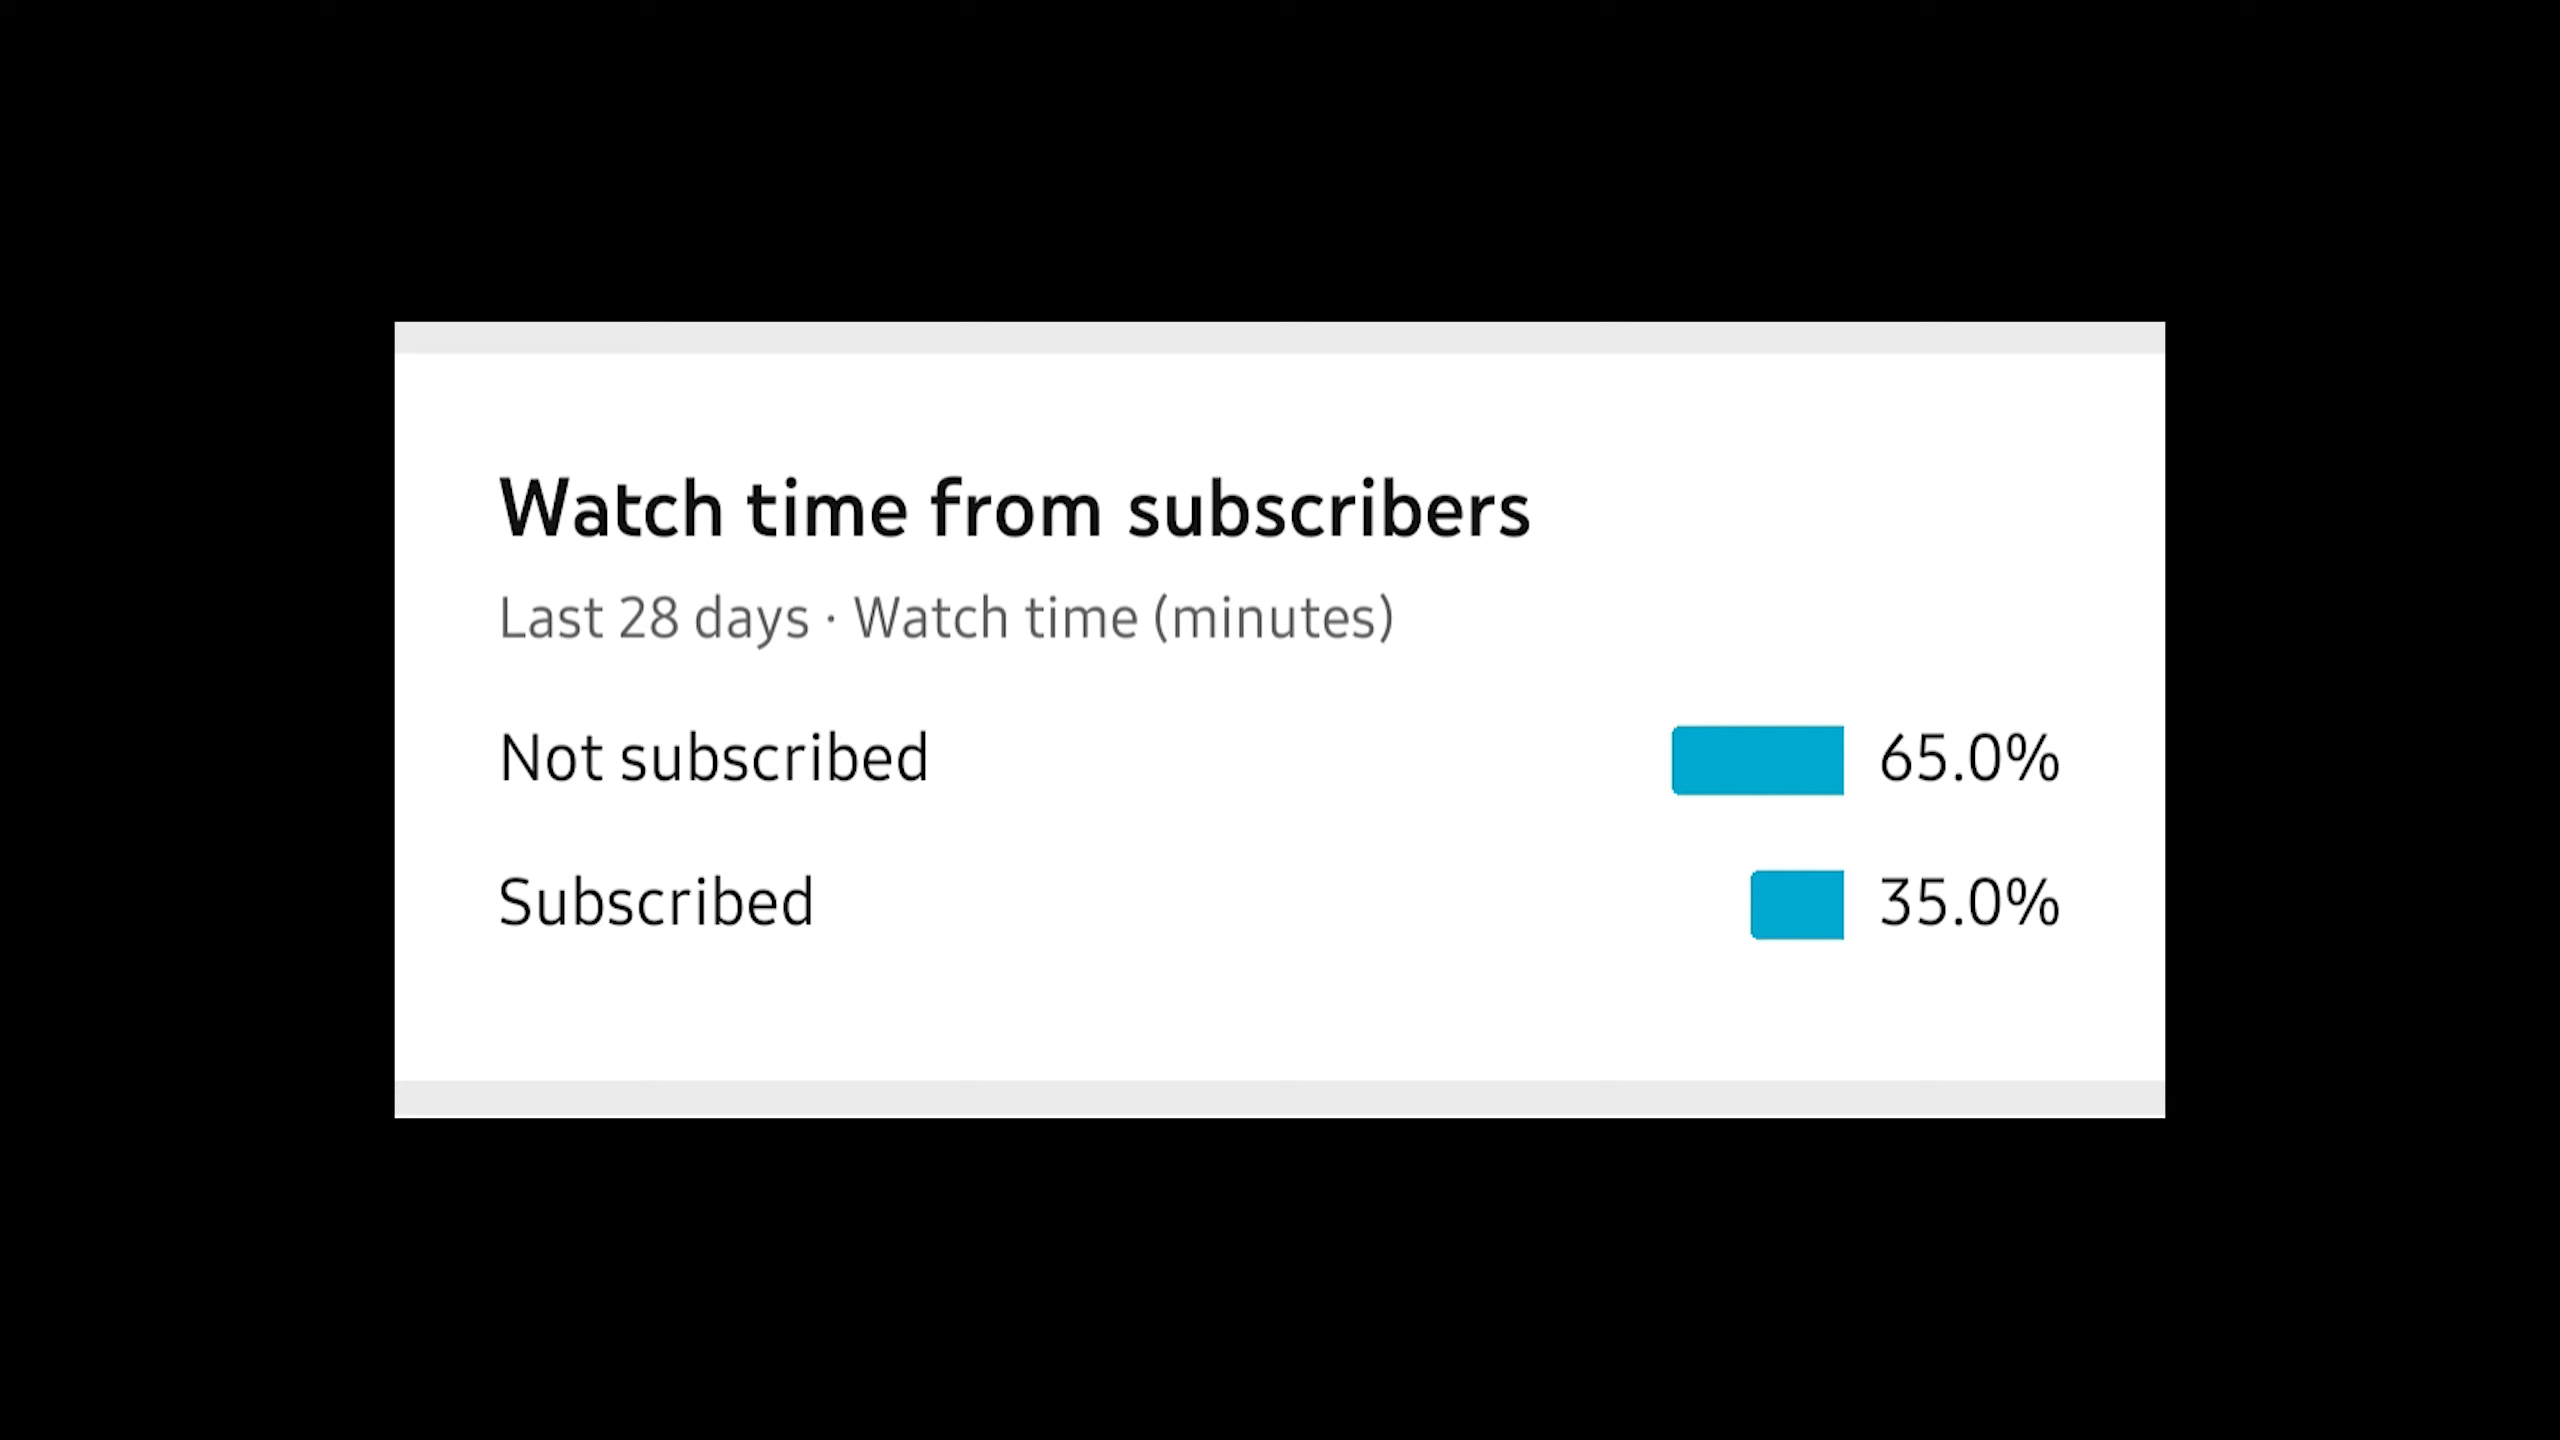 Watch time from subscribers
Last 28 days · Watch time (minutes)
Not subscribed 65.0%
Subscribed 35.0%